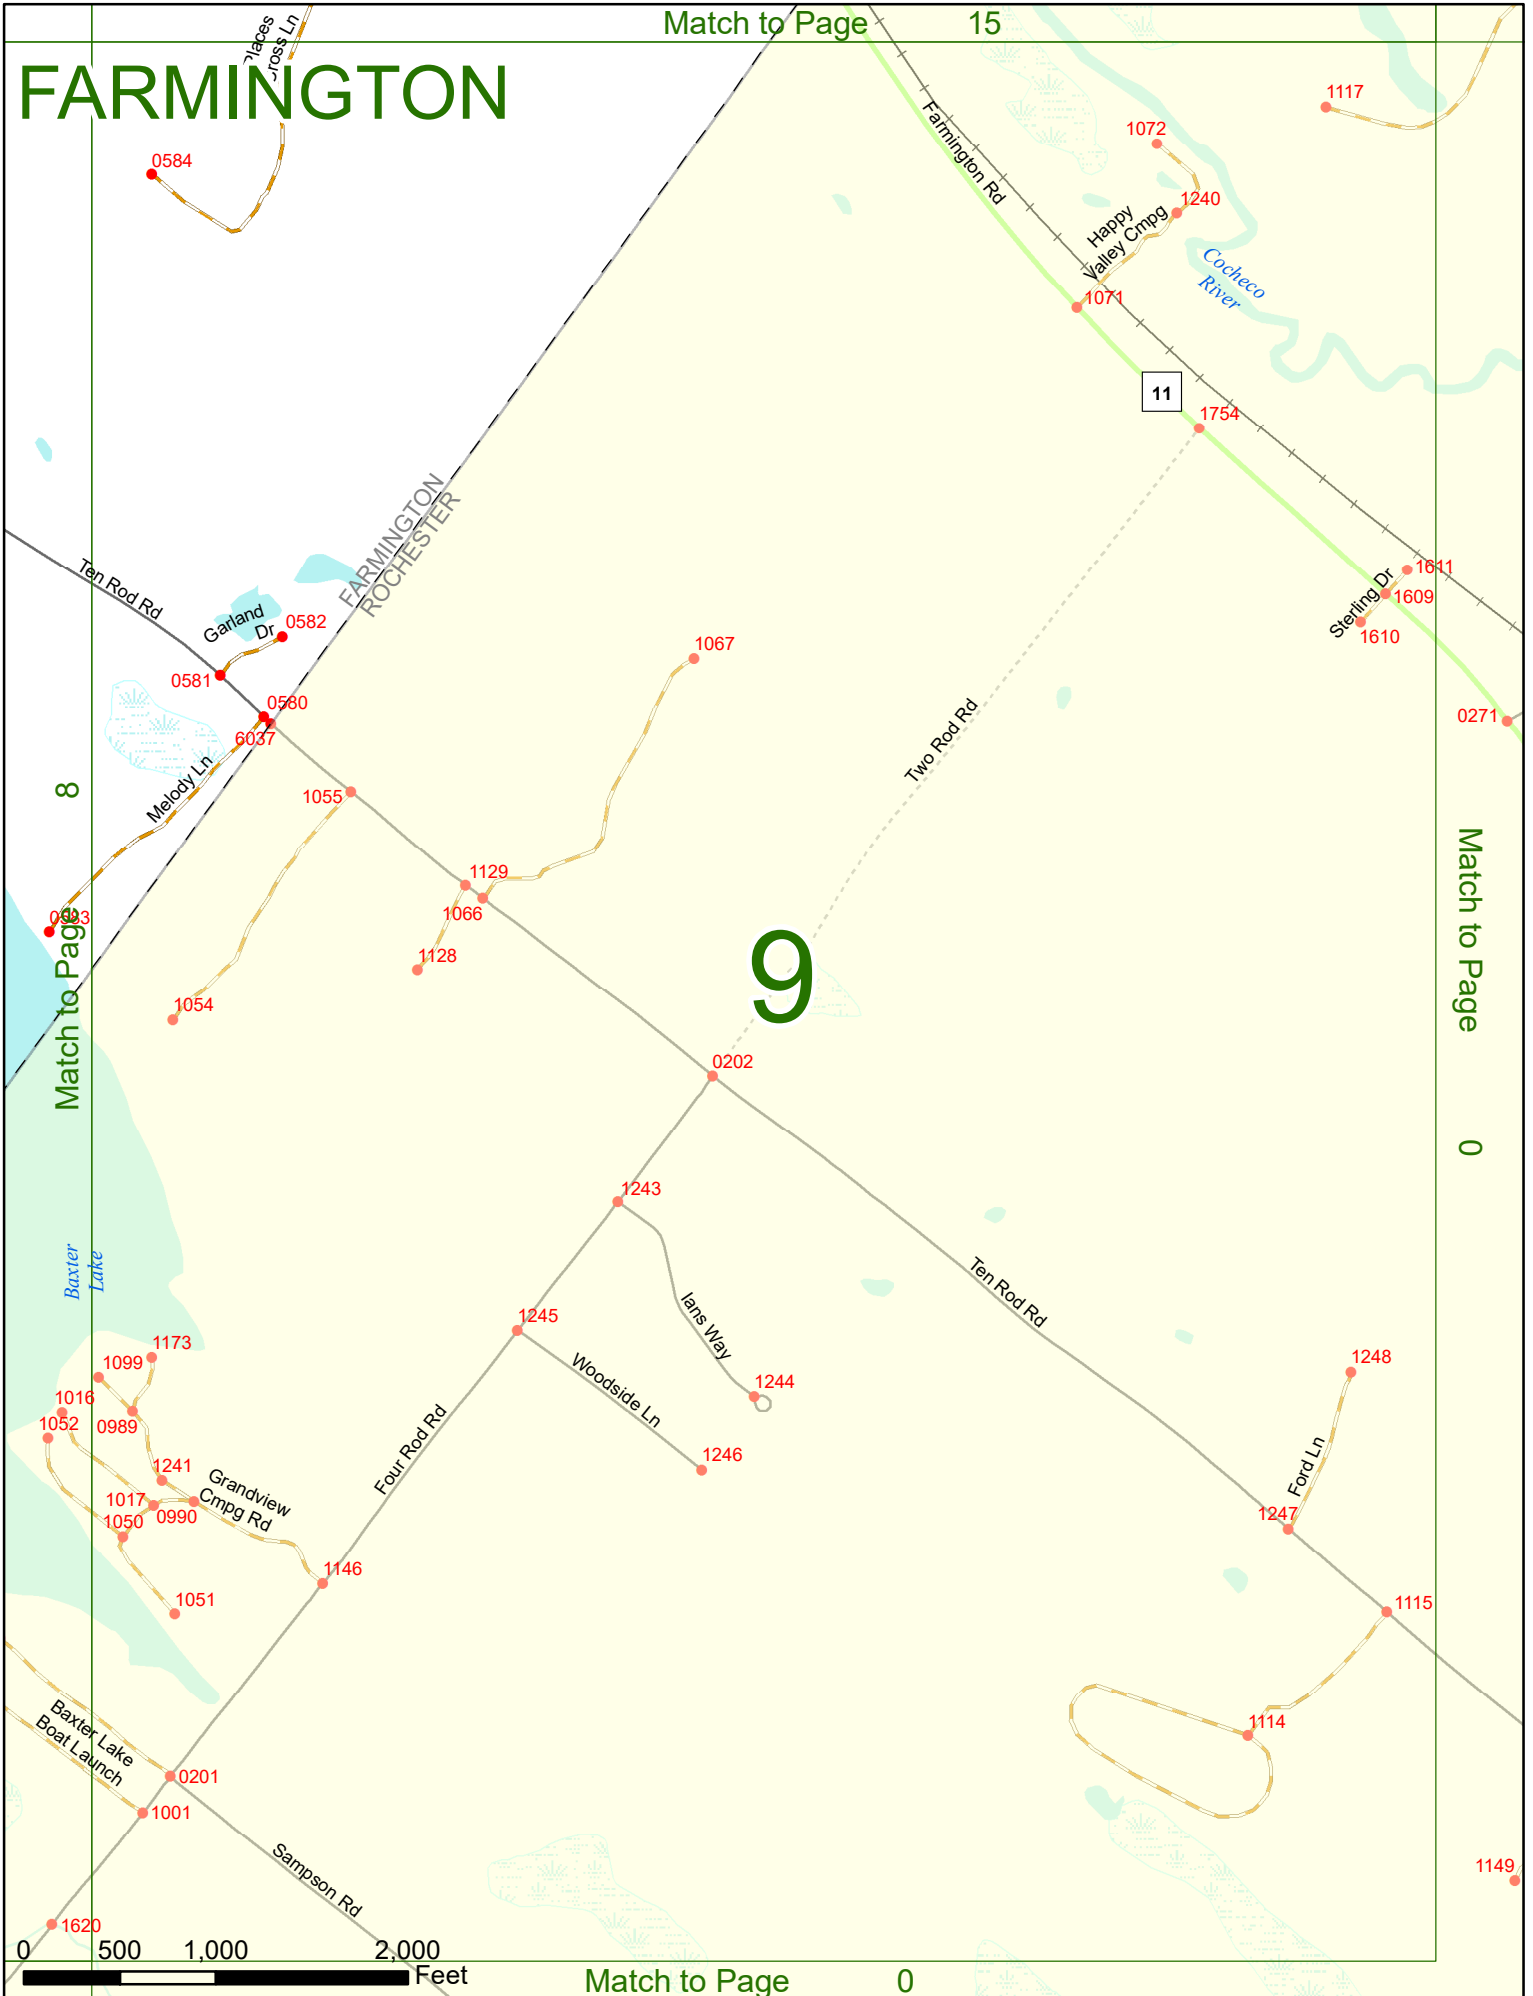 Match to Page 15
Places
Cross Ln
FARMINGTON
1117
1072
Farmington Rd
0584
1240
Happy
Valley Cmpg
Cocheco
River
1071
11
1754
FARMINGTON
ROCHESTER
Ten Rod Rd
1611
Sterling Dr
1609
Garland
Dr
0582
1610
1067
0581
0580
6037
0271
Two Rod Rd
Melody Ln
8
1055
1129
1066
0583
Match to Page
Match to Page
9
1128
1054
0202
0
1243
Baxter
Lake
Ten Rod Rd
1245
Ians Way
1173
1099
1248
Woodside Ln
1244
1016
0989
1052
Four Rod Rd
1246
1241
Grandview
Cmpg Rd
Ford Ln
1017
0990
1050
1247
1146
1051
1115
Baxter Lake
Boat Launch
1114
0201
1001
Sampson Rd
1149
1620
0 500 1,000 2,000
Feet
Match to Page 0